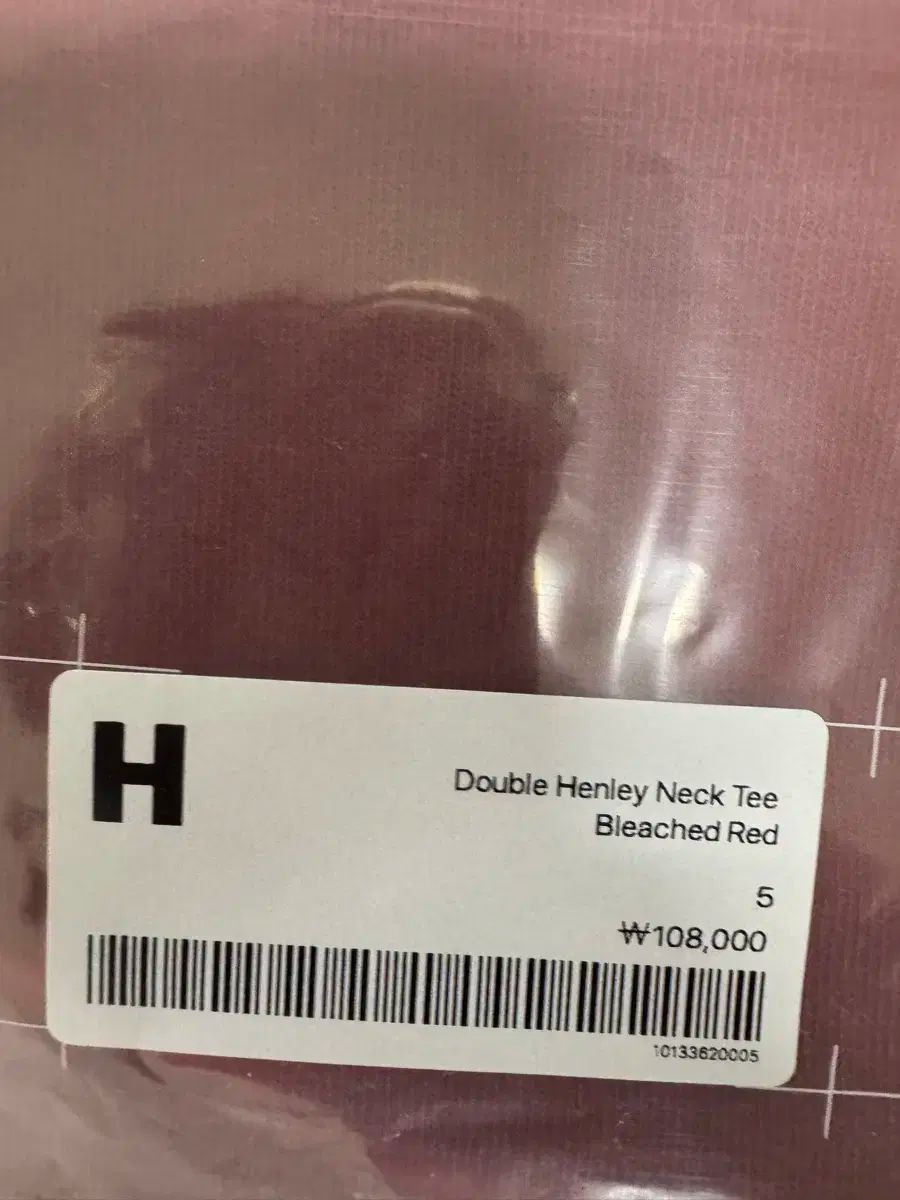 H
Double Henley Neck Tee
Bleached Red
5
₩108,000
10133620005